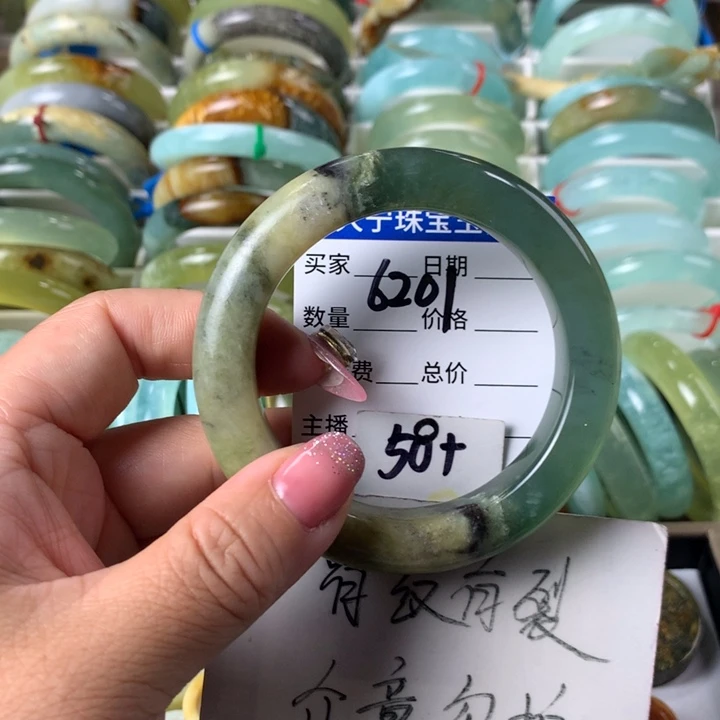 宁珠宝玉
买家 日期
6201
数量 价格
费 总价
主播
58+
有纹有裂
介意勿拍